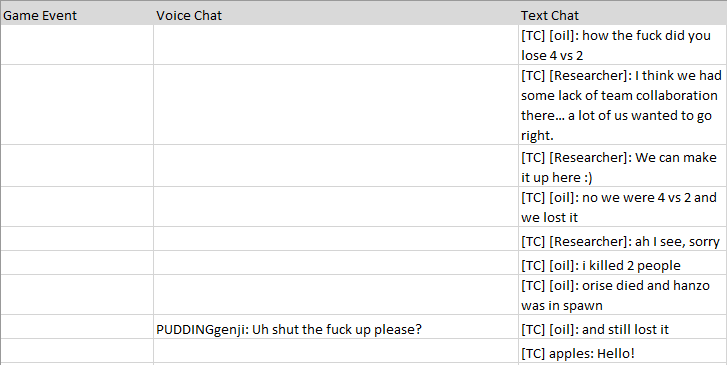 Game Event Voice Chat Text Chat
[TC] [oil]: how the fuck did you
lose 4 vs 2
[TC] [Researcher]: I think we had
some lack of team collaboration
there... a lot of us wanted to go
right.
[TC] [Researcher]: We can make
it up here :)
[TC] [oil]: no we were 4 vs 2 and
we lost it
[TC] [Researcher]: ah I see, sorry
[TC] [oil]: i killed 2 people
[TC] [oil]: orise died and hanzo
was in spawn
PUDDINGgenji: Uh shut the fuck up please? [TC] [oil]: and still lost it
[TC] apples: Hello!